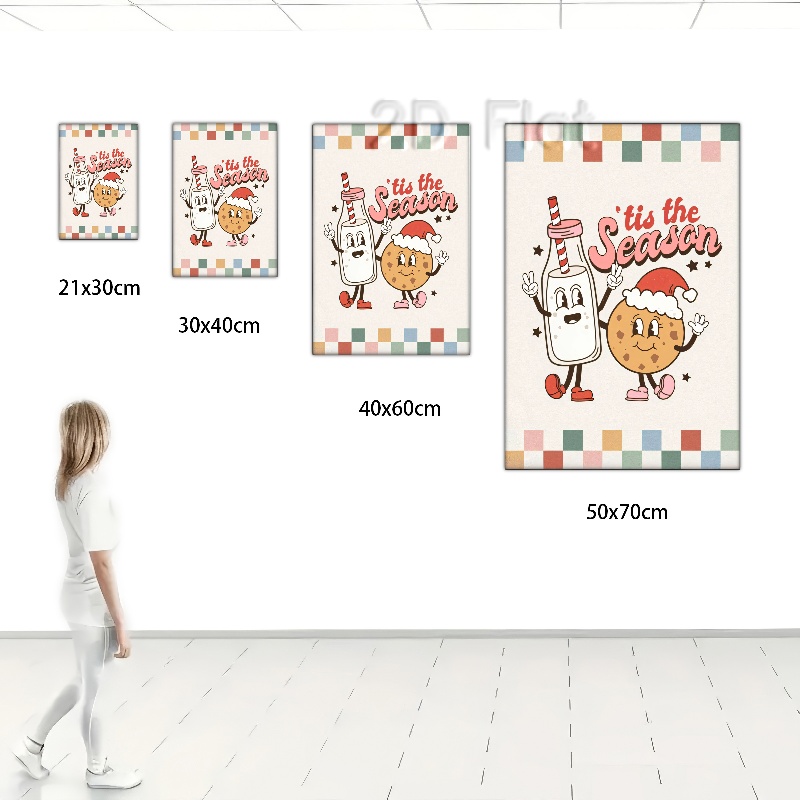 2D Flat
'tis the
Season
21x30cm
'tis the
Season
30x40cm
'tis the
Season
40x60cm
'tis the
Season
50x70cm